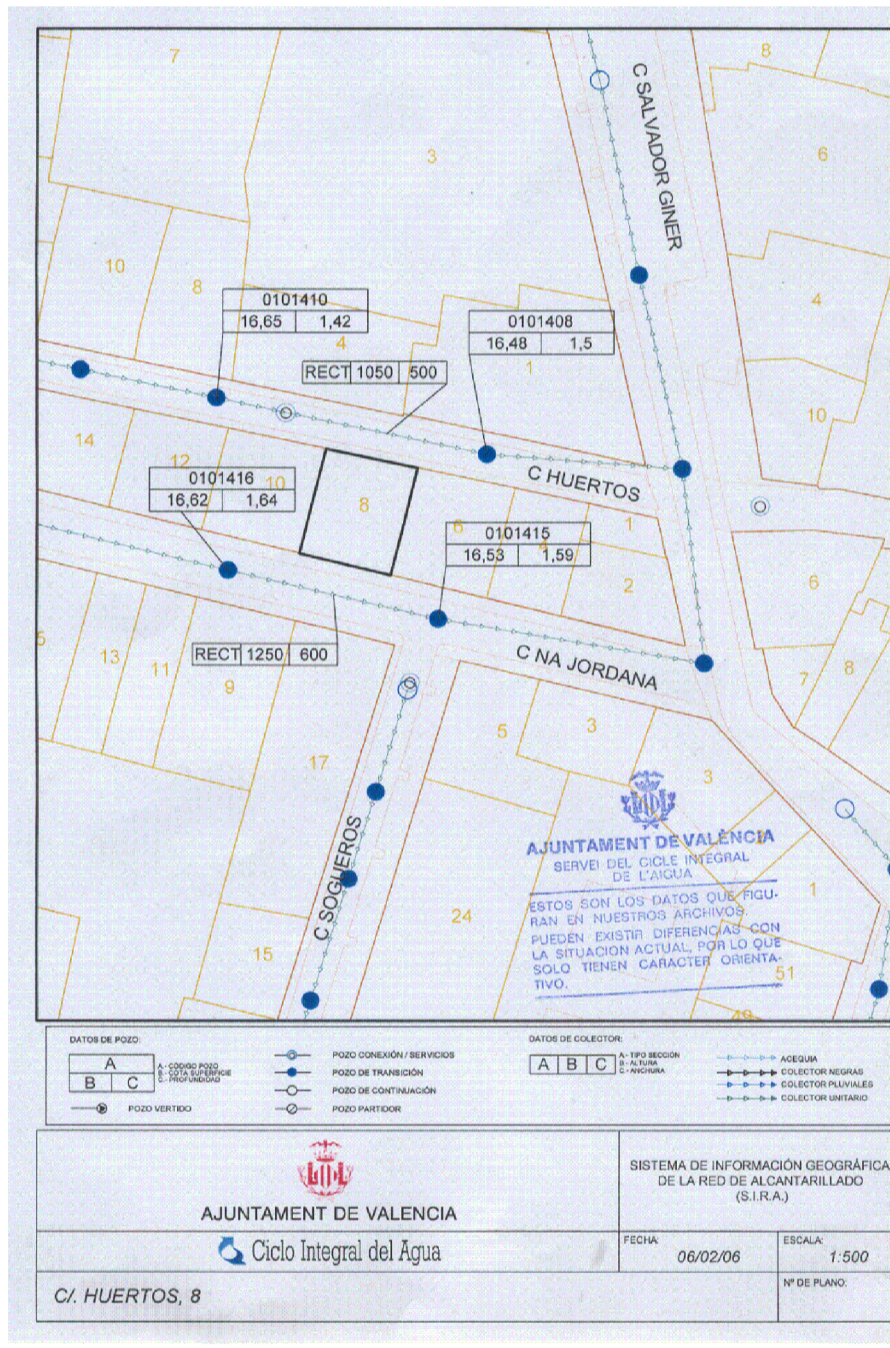 7
8
C SALVADOR GINER
3
6
10
8
4
0101410
16,65 1,42
4
0101408
16,48 1,5
1
RECT 1050 500
10
14
12
10
C HUERTOS
0101416
16,62 1,64
8
6
4
1
0101415
16,53 1,59
2
6
5
13
11
9
RECT 1250 600
C NA JORDANA
7
8
5
3
17
3
AJUNTAMENT DE VALÈNCIA
SERVEI DEL CICLE INTEGRAL
DE L'AIGUA
ESTOS SON LOS DATOS QUE FIGU-
RAN EN NUESTROS ARCHIVOS.
PUEDEN EXISTIR DIFERENCIAS CON
LA SITUACION ACTUAL, POR LO QUE
SOLO TIENEN CARACTER ORIENTA-
TIVO.
C SOGUEROS
1
24
15
51
49
DATOS DE POZO:
A
B C
A.- CÓDIGO POZO
B.- COTA SUPERFICIE
C.- PROFUNDIDAD
POZO VERTIDO
POZO CONEXIÓN / SERVICIOS
POZO DE TRANSICIÓN
POZO DE CONTINUACIÓN
POZO PARTIDOR
DATOS DE COLECTOR:
A B C
A.- TIPO SECCIÓN
B.- ALTURA
C.- ANCHURA
ACEQUIA
COLECTOR NEGRAS
COLECTOR PLUVIALES
COLECTOR UNITARIO
AJUNTAMENT DE VALENCIA
Ciclo Integral del Agua
SISTEMA DE INFORMACIÓN GEOGRÁFICA
DE LA RED DE ALCANTARILLADO
(S.I.R.A.)
FECHA:
06/02/06
ESCALA:
1:500
Nº DE PLANO:
C/. HUERTOS, 8